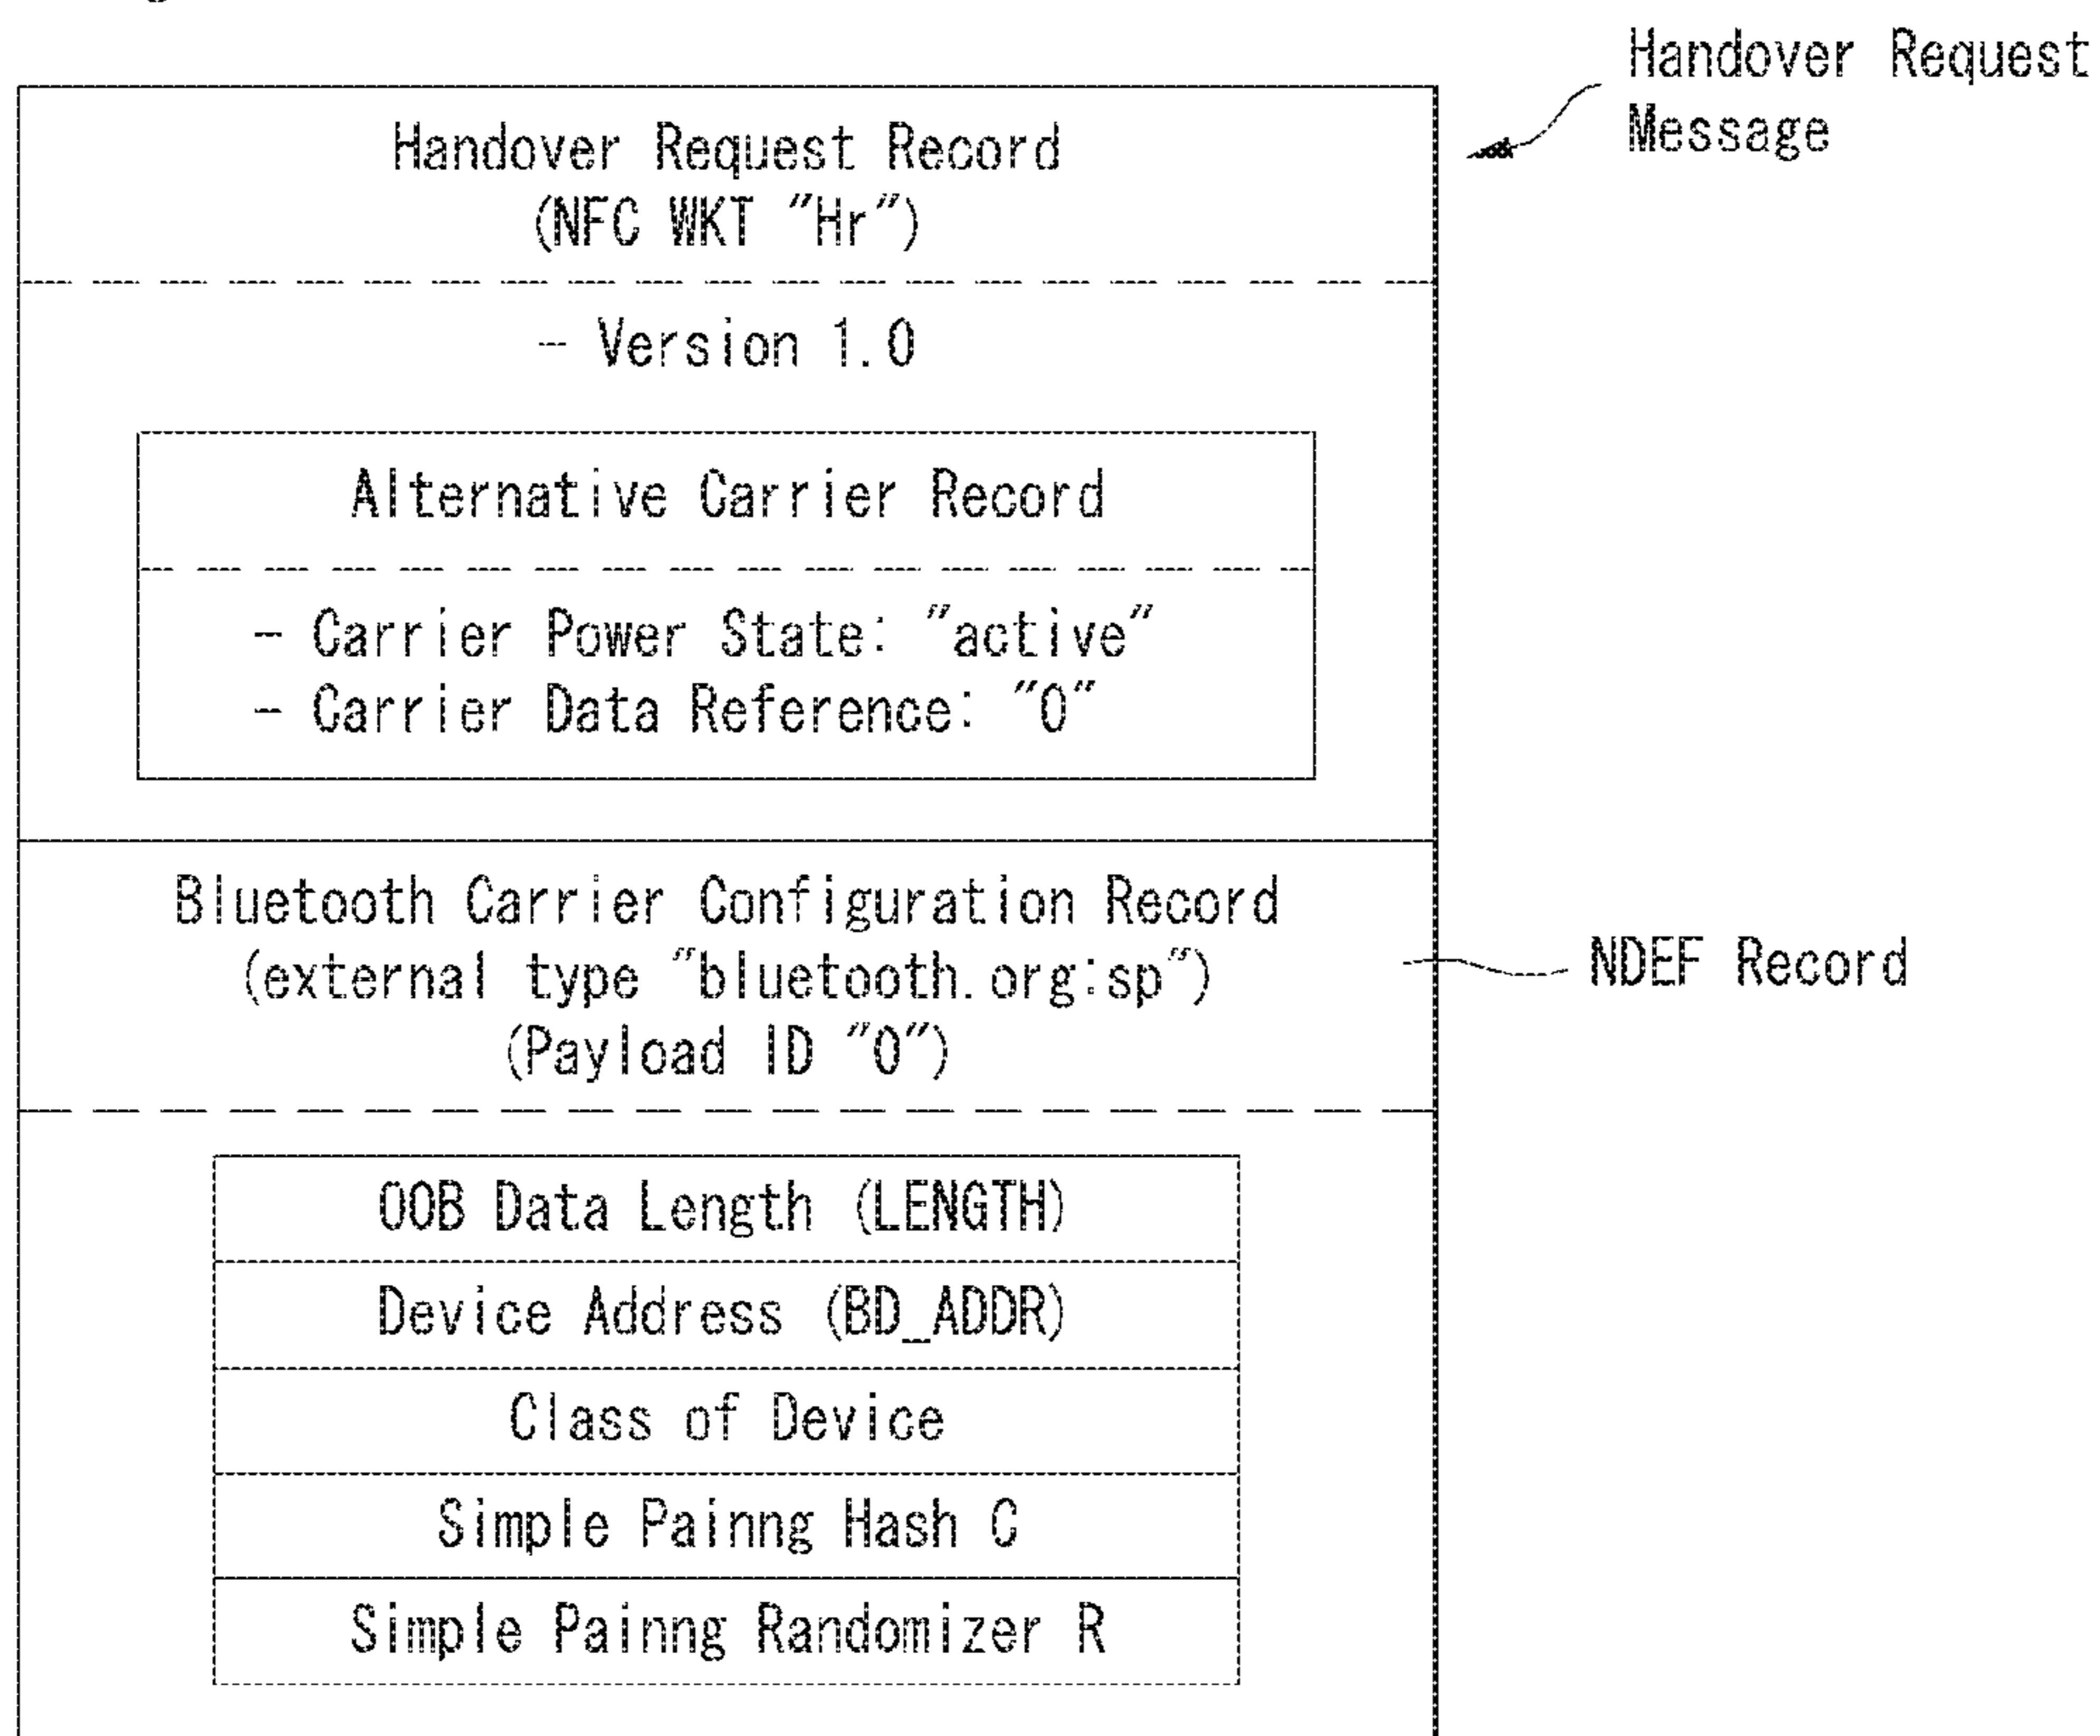 Handover Request
Message
Handover Request Record
(NFC WKT "Hr")
- Version 1.0
Alternative Carrier Record
- Carrier Power State: "active"
- Carrier Data Reference: "0"
Bluetooth Carrier Configuration Record
(external type "bluetooth.org:sp")
(Payload ID "0")
NDEF Record
OOB Data Length (LENGTH)
Device Address (BD_ADDR)
Class of Device
Simple Painng Hash C
Simple Painng Randomizer R